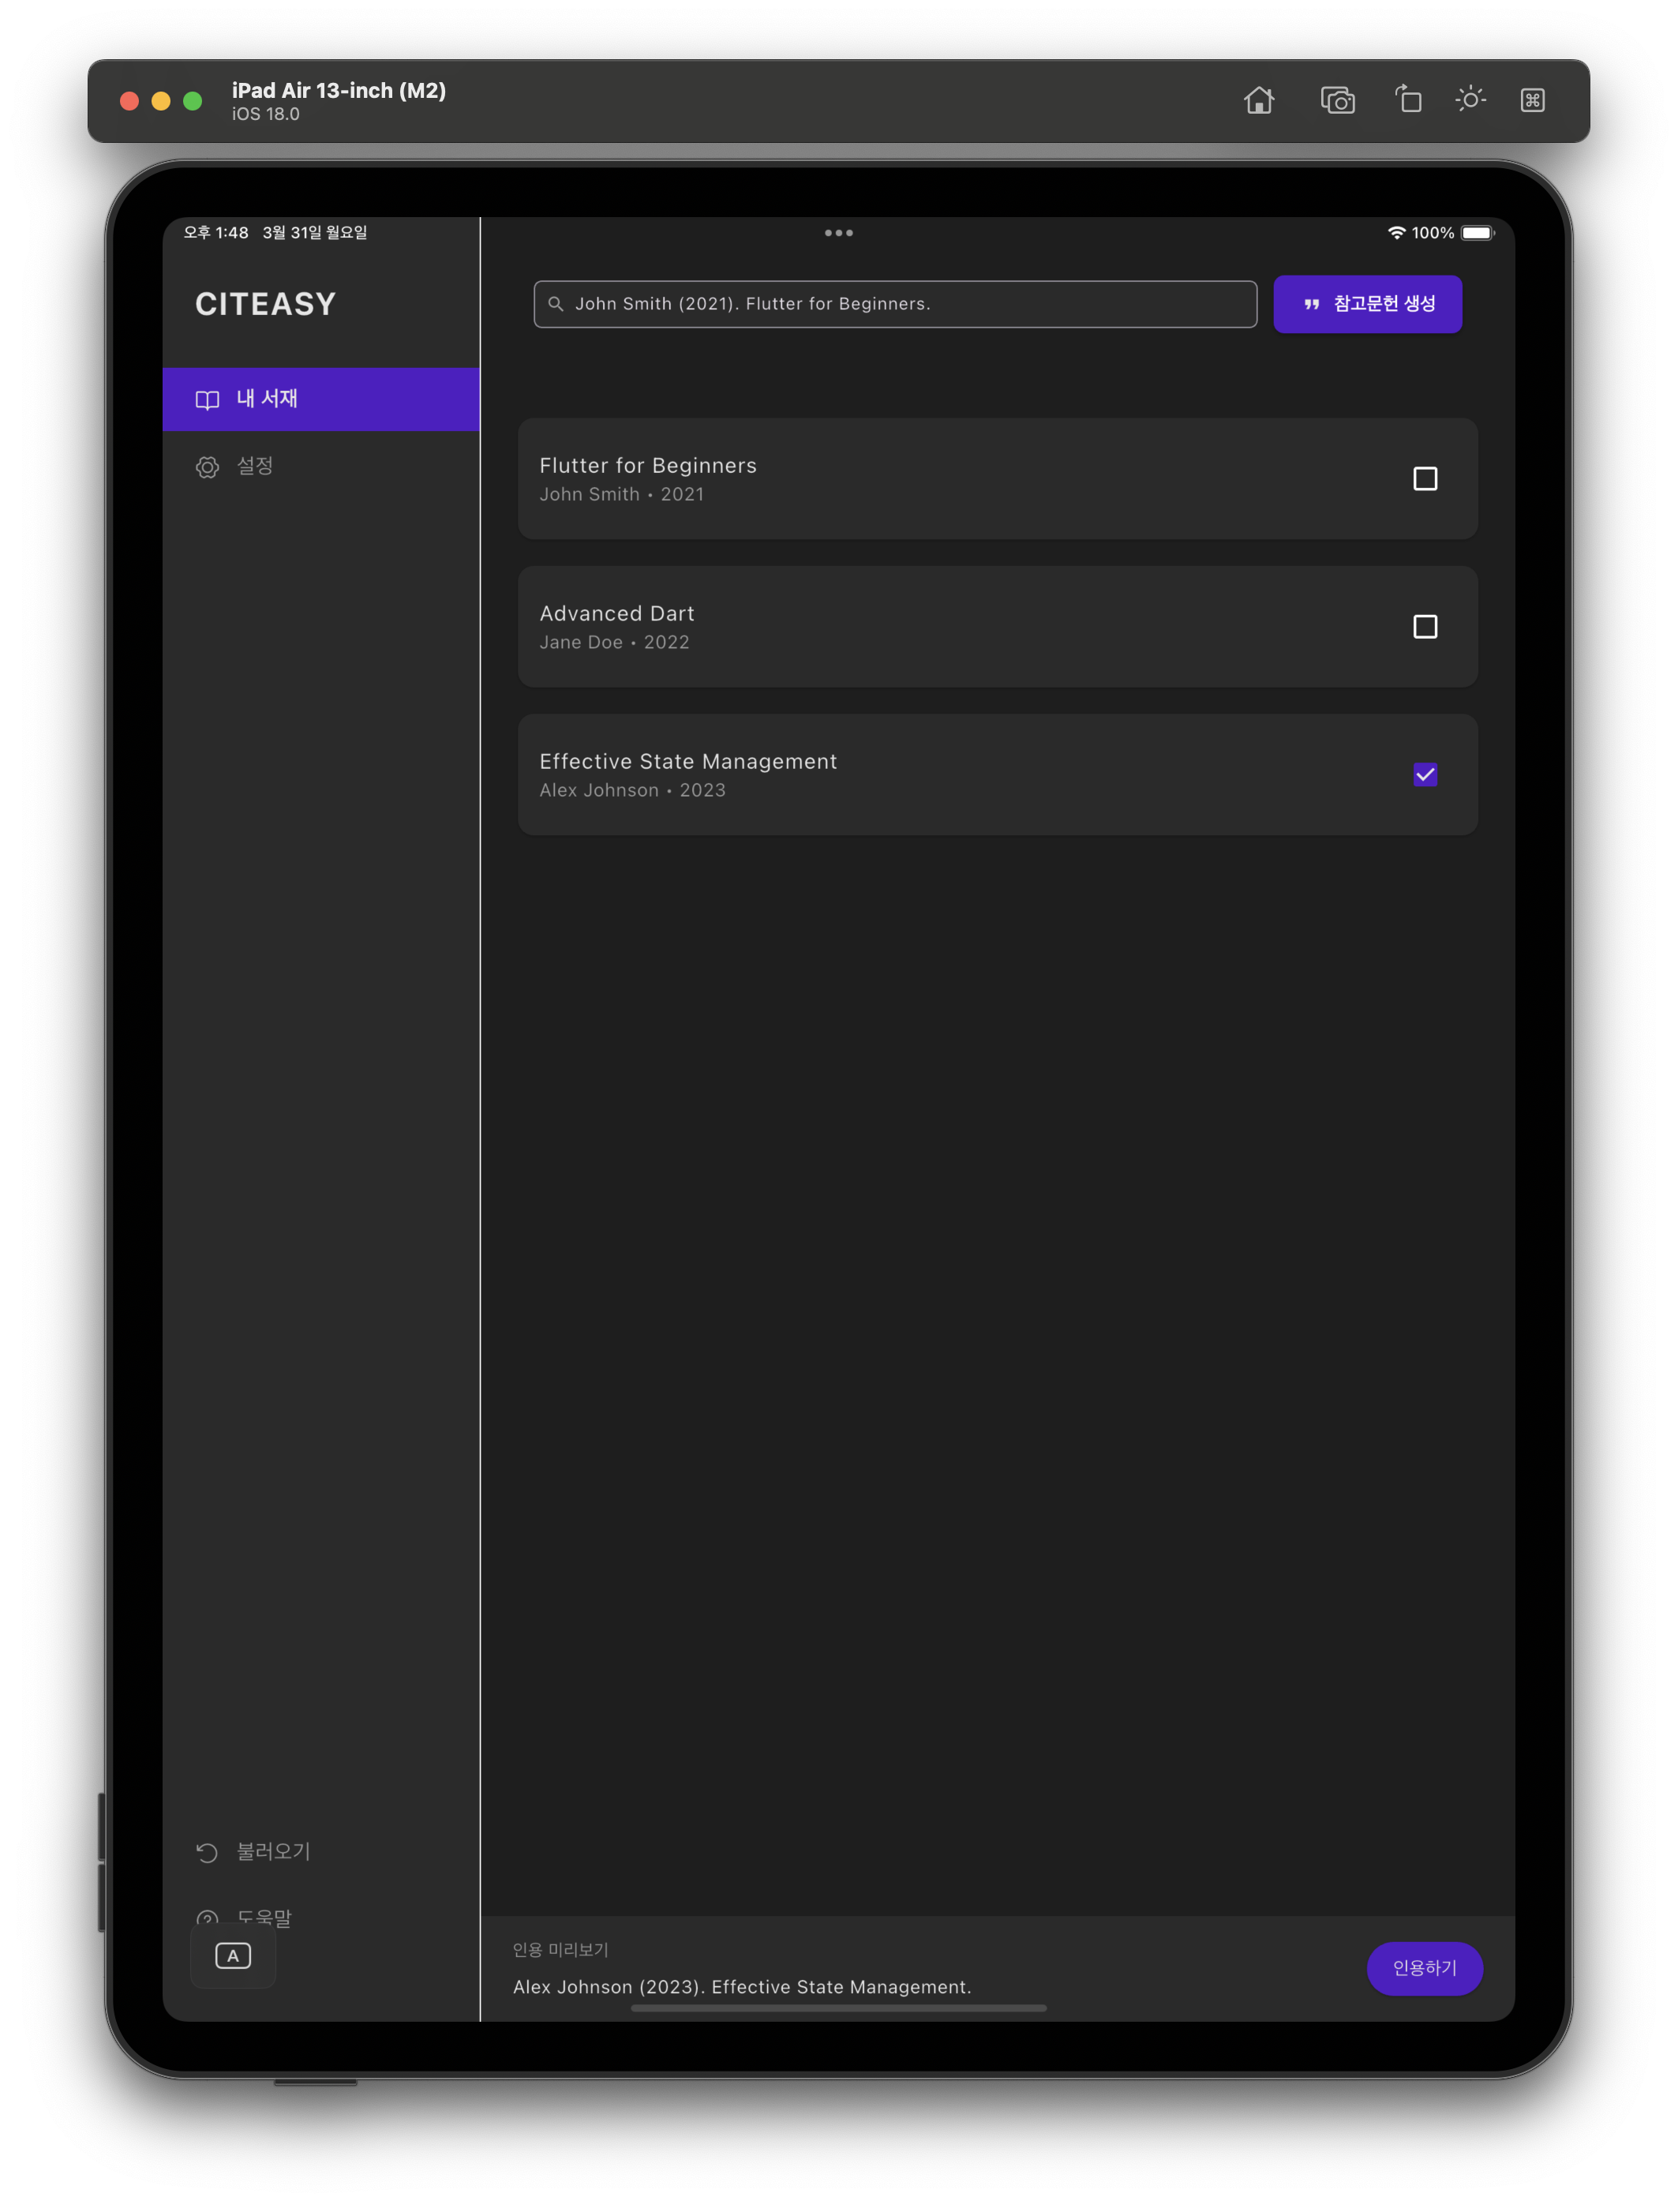 iPad Air 13-inch (M2)
iOS 18.0
오후 1:48 3월 31일 월요일
100%
CITEASY
내 서재
설정
John Smith (2021). Flutter for Beginners.
참고문헌 생성
Flutter for Beginners
John Smith • 2021
Advanced Dart
Jane Doe • 2022
Effective State Management
Alex Johnson • 2023
불러오기
도움말
A
인용 미리보기
Alex Johnson (2023). Effective State Management.
인용하기